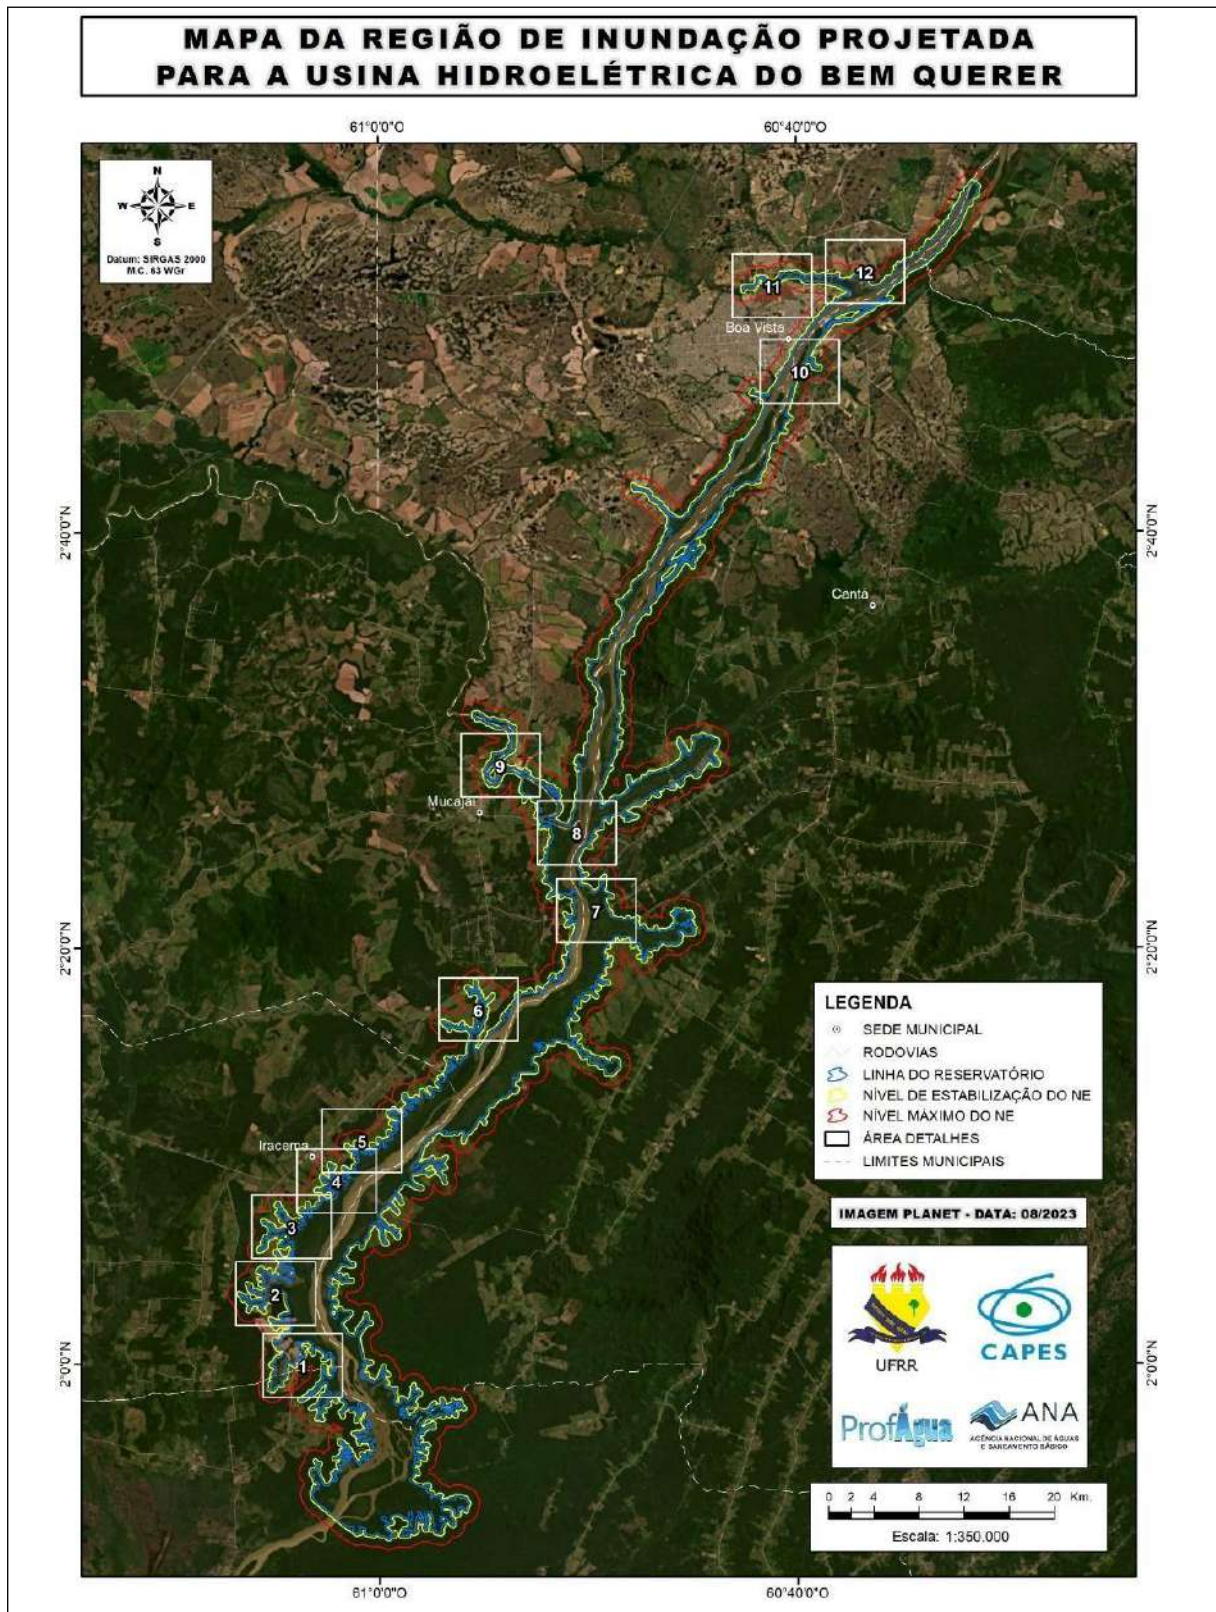 MAPA DA REGIÃO DE INUNDAÇÃO PROJETADA
PARA A USINA HIDROELÉTRICA DO BEM QUERER
61°0'0"O
60°40'0"O
N
W
E
S
Datum: SIRGAS 2000
M.C. 63 WGr
12
11
Boa Vista
10
2°40'0"N
2°40'0"N
Cantá
9
Mucajaí
8
7
2°20'0"N
2°20'0"N
6
LEGENDA
SEDE MUNICIPAL
RODOVIAS
LINHA DO RESERVATÓRIO
NÍVEL DE ESTABILIZAÇÃO DO NE
NÍVEL MÁXIMO DO NE
ÁREA DETALHES
LIMITES MUNICIPAIS
5
Iracema
4
3
IMAGEM PLANET - DATA: 08/2023
2
1
2°0'0"N
2°0'0"N
UFRR
CAPES
ProfÁgua
ANA
AGÊNCIA NACIONAL DE ÁGUAS
E SANEAMENTO BÁSICO
0 2 4 8 12 16 20 Km.
Escala: 1:350.000
61°0'0"O
60°40'0"O